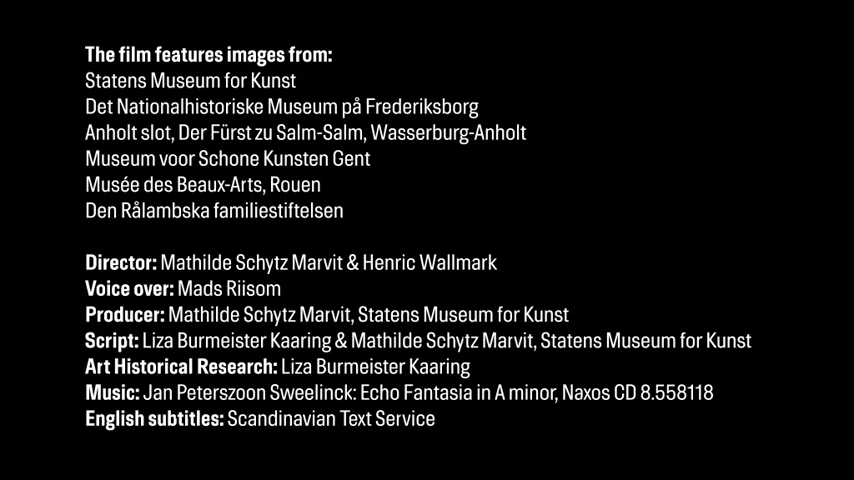 The film features images from:
Statens Museum for Kunst
Det Nationalhistoriske Museum på Frederiksborg
Anholt slot, Der Fürst zu Salm-Salm, Wasserburg-Anholt
Museum voor Schone Kunsten Gent
Musée des Beaux-Arts, Rouen
Den Rålambska familiestiftelsen
Director: Mathilde Schytz Marvit & Henric Wallmark
Voice over: Mads Riisom
Producer: Mathilde Schytz Marvit, Statens Museum for Kunst
Script: Liza Burmeister Kaaring & Mathilde Schytz Marvit, Statens Museum for Kunst
Art Historical Research: Liza Burmeister Kaaring
Music: Jan Peterszoon Sweelinck: Echo Fantasia in A minor, Naxos CD 8.558118
English subtitles: Scandinavian Text Service